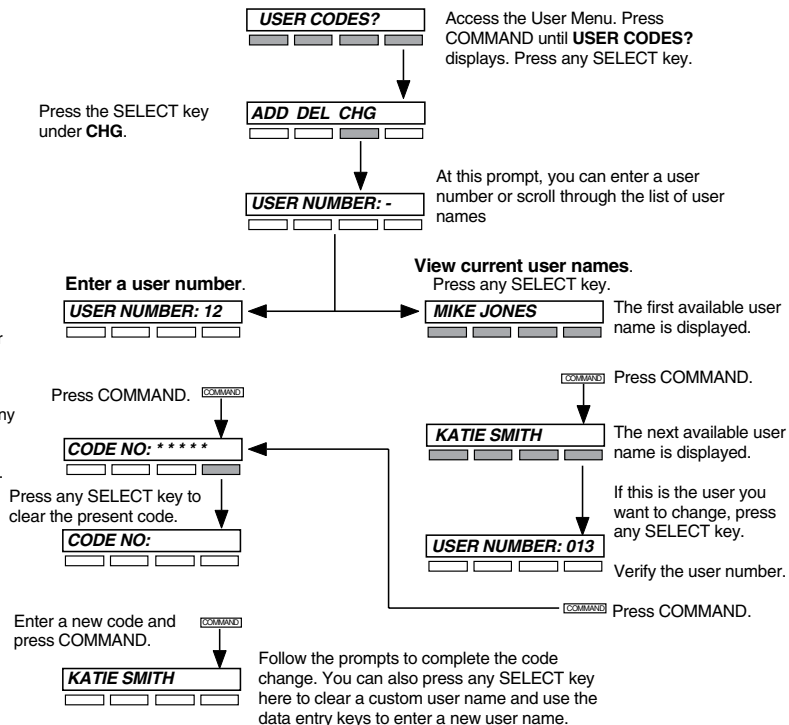 USER CODES?
Access the User Menu. Press
COMMAND until USER CODES?
displays. Press any SELECT key.
Press the SELECT key
under CHG.
ADD DEL CHG
At this prompt, you can enter a user
number or scroll through the list of user
names
USER NUMBER: -
Enter a user number.
USER NUMBER: 12
View current user names.
Press any SELECT key.
MIKE JONES
The first available user
name is displayed.
r
Press COMMAND. COMMAND
ny
CODE NO: * * * * *
.
Press any SELECT key to
clear the present code.
CODE NO:
COMMAND Press COMMAND.
KATIE SMITH
The next available user
name is displayed.
If this is the user you
want to change, press
any SELECT key.
USER NUMBER: 013
Verify the user number.
COMMAND Press COMMAND.
Enter a new code and
press COMMAND.
COMMAND
KATIE SMITH
Follow the prompts to complete the code
change. You can also press any SELECT key
here to clear a custom user name and use the
data entry keys to enter a new user name.